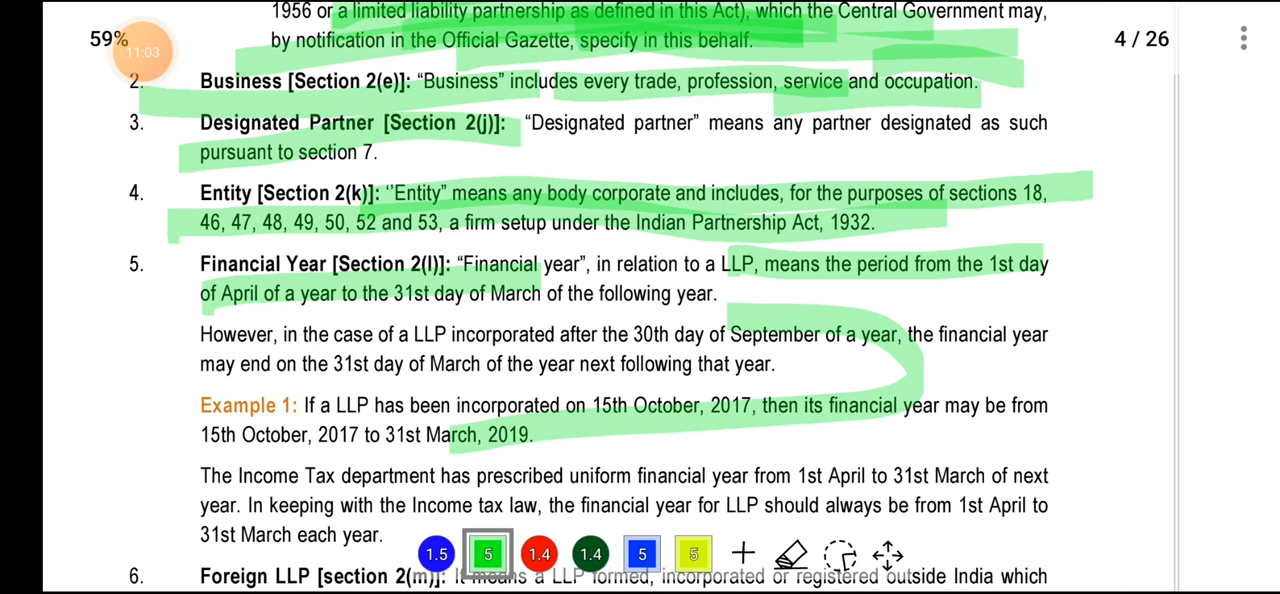 1956 or a limited liability partnership as defined in this Act), which the Central Government may,
59%
11:03
by notification in the Official Gazette, specify in this behalf.
4 / 26
2. Business [Section 2(e)]: “Business” includes every trade, profession, service and occupation.
3. Designated Partner [Section 2(j)]: “Designated partner” means any partner designated as such
pursuant to section 7.
4. Entity [Section 2(k)]: ‘’Entity” means any body corporate and includes, for the purposes of sections 18,
46, 47, 48, 49, 50, 52 and 53, a firm setup under the Indian Partnership Act, 1932.
5. Financial Year [Section 2(l)]: “Financial year”, in relation to a LLP, means the period from the 1st day
of April of a year to the 31st day of March of the following year.
However, in the case of a LLP incorporated after the 30th day of September of a year, the financial year
may end on the 31st day of March of the year next following that year.
Example 1: If a LLP has been incorporated on 15th October, 2017, then its financial year may be from
15th October, 2017 to 31st March, 2019.
The Income Tax department has prescribed uniform financial year from 1st April to 31st March of next
year. In keeping with the Income tax law, the financial year for LLP should always be from 1st April to
31st March each year.
1.5 5 1.4 1.4 5 5
6. Foreign LLP [section 2(m)]: It means a LLP formed, incorporated or registered outside India which